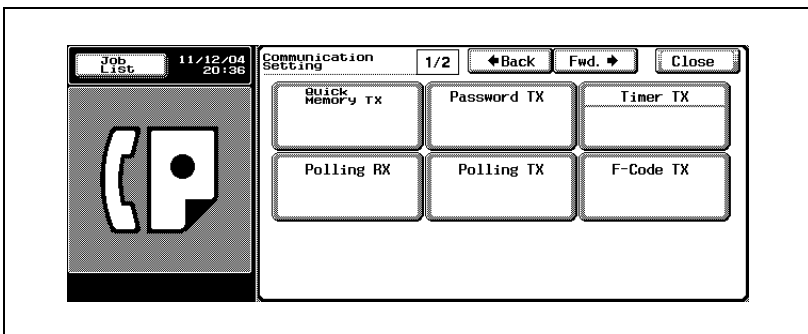 Job
List
11/12/04
20:36
Communication
Setting
1/2
Back
Fwd.
Close
Quick
Memory TX
Password TX
Timer TX
Polling RX
Polling TX
F-Code TX